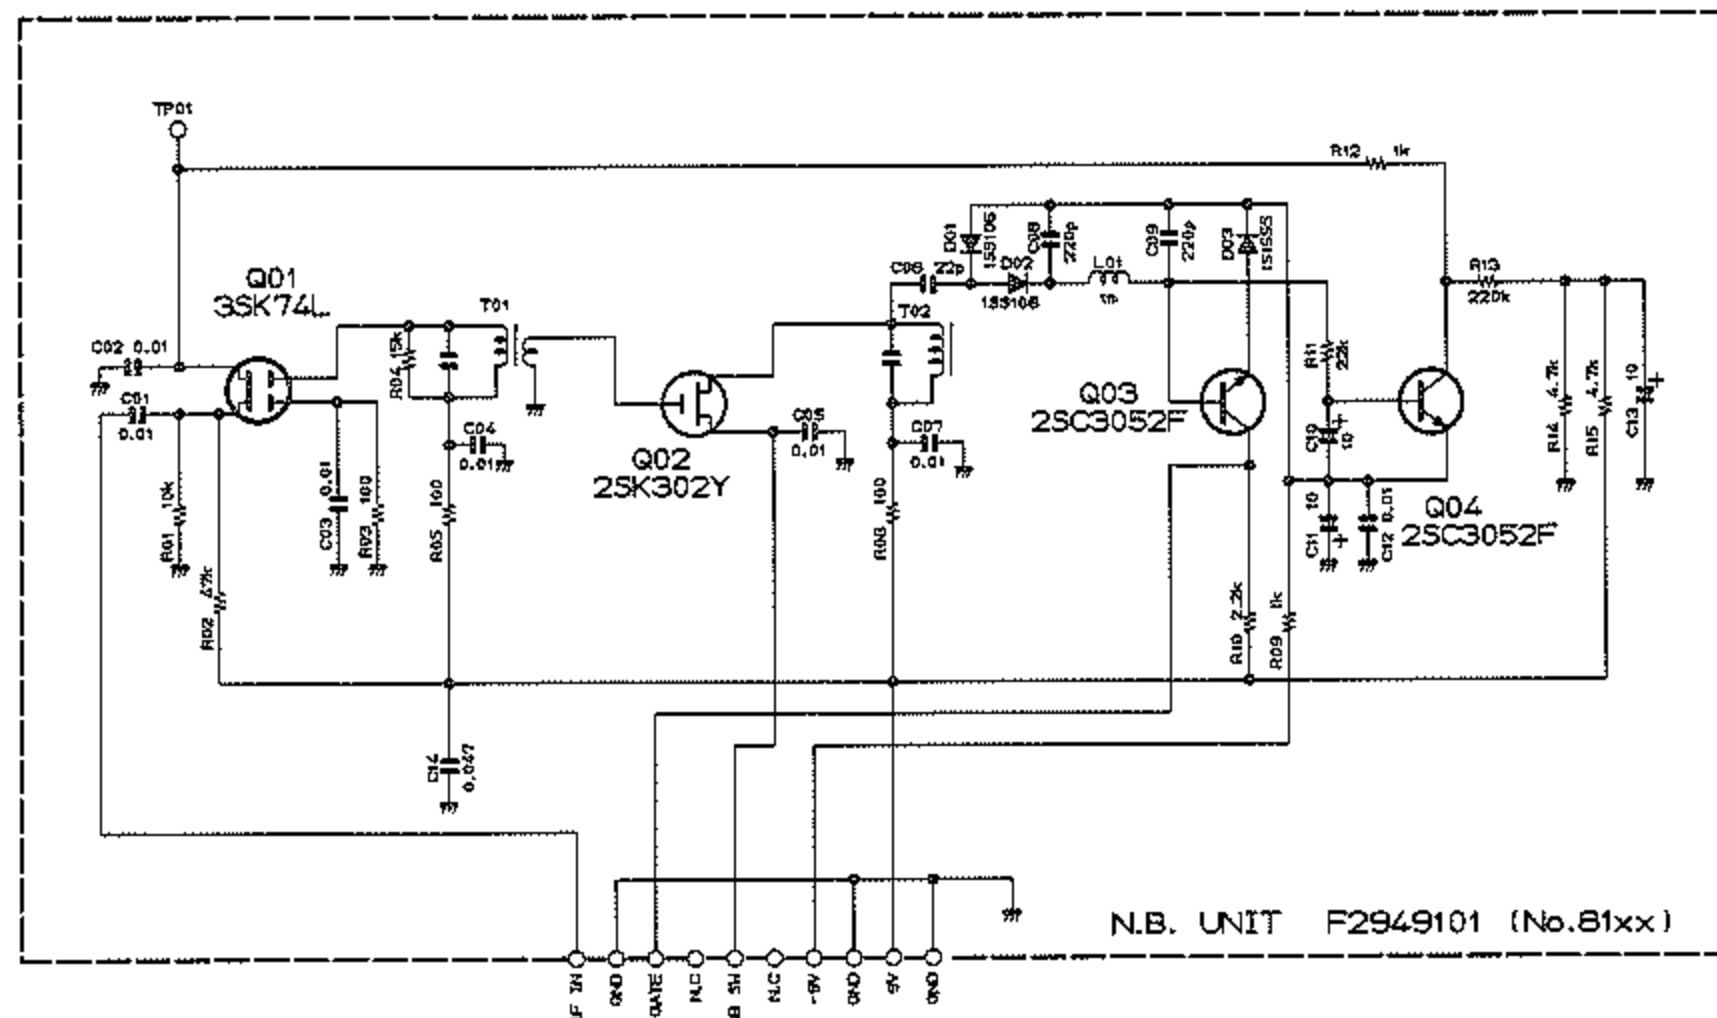 TP01
R12 1k
Q01
3SK74L
C02 0.01
C01
0.01
R01 10k
R02 47k
C03 0.01
R03 100
R04 15k
T01
C04
0.01
R05 100
C14
0.047
Q02
2SK302Y
C05
0.01
C06
22p
T02
C07
0.01
100
D01
1SS106
D02
1SS106
C08
220p
L01
C09
220p
D03
1S1555
Q03
2SC3052F
R10 2.2k
R09 1k
R11
22k
C10
10
C11
10
C12 0.01
Q04
2SC3052F
R13
220k
R14 4.7k
R15 4.7k
C13 10
N.B. UNIT F2949101 (No.81xx)
IF IN
GND
GATE
N.C
B SW
N.C
GND
9V
GND